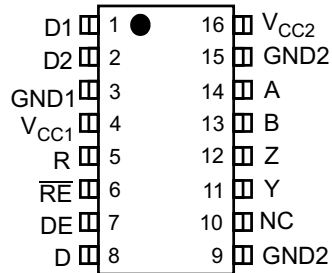 D1 1 16 VCC2
D2 2 15 GND2
GND1 3 14 A
VCC1 4 13 B
R 5 12 Z
R̅E̅ 6 11 Y
DE 7 10 NC
D 8 9 GND2